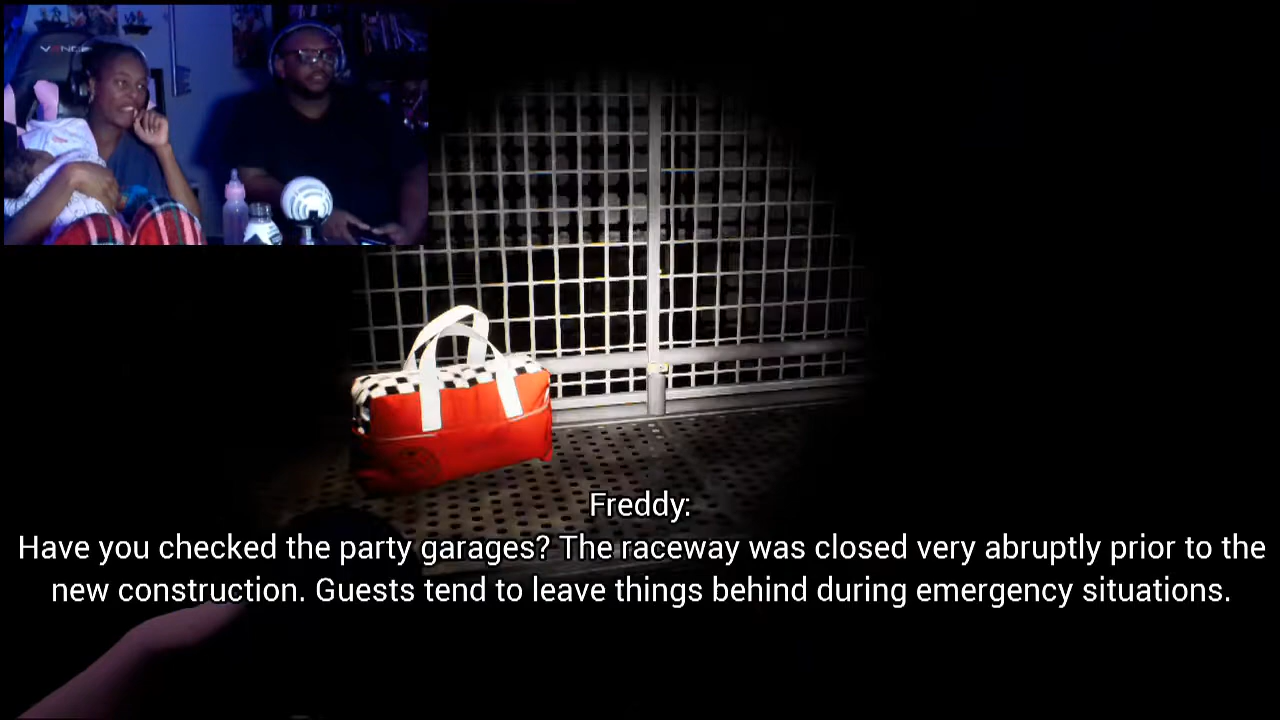 Freddy:
Have you checked the party garages? The raceway was closed very abruptly prior to the
new construction. Guests tend to leave things behind during emergency situations.